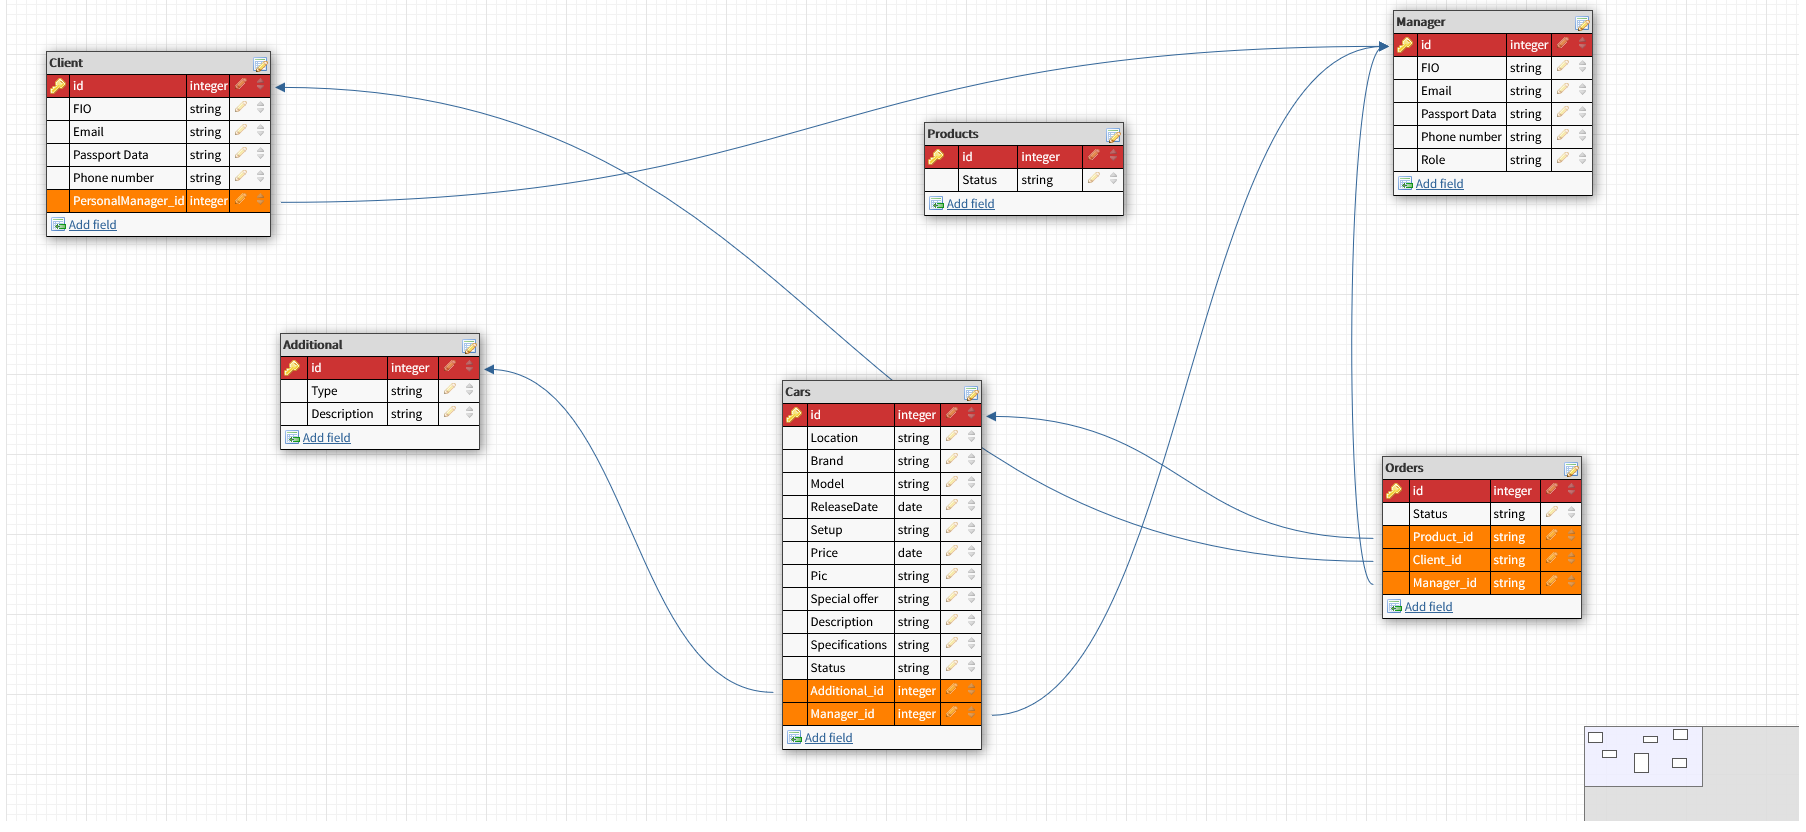 Client
id integer
FIO string
Email string
Passport Data string
Phone number string
PersonalManager_id integer
Add field
Manager
id integer
FIO string
Email string
Passport Data string
Phone number string
Role string
Add field
Products
id integer
Status string
Add field
Additional
id integer
Type string
Description string
Add field
Cars
id integer
Location string
Brand string
Model string
ReleaseDate date
Setup string
Price date
Pic string
Special offer string
Description string
Specifications string
Status string
Additional_id integer
Manager_id integer
Add field
Orders
id integer
Status string
Product_id string
Client_id string
Manager_id string
Add field